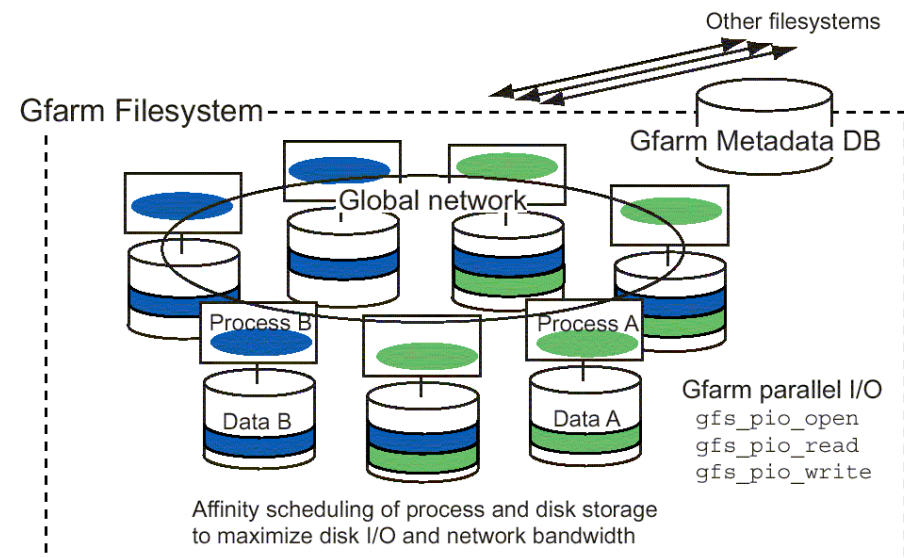 Other filesystems
Gfarm Filesystem
Gfarm Metadata DB
Global network
Process B
Process A
Data B
Data A
Gfarm parallel I/O
gfs_pio_open
gfs_pio_read
gfs_pio_write
Affinity scheduling of process and disk storage
to maximize disk I/O and network bandwidth